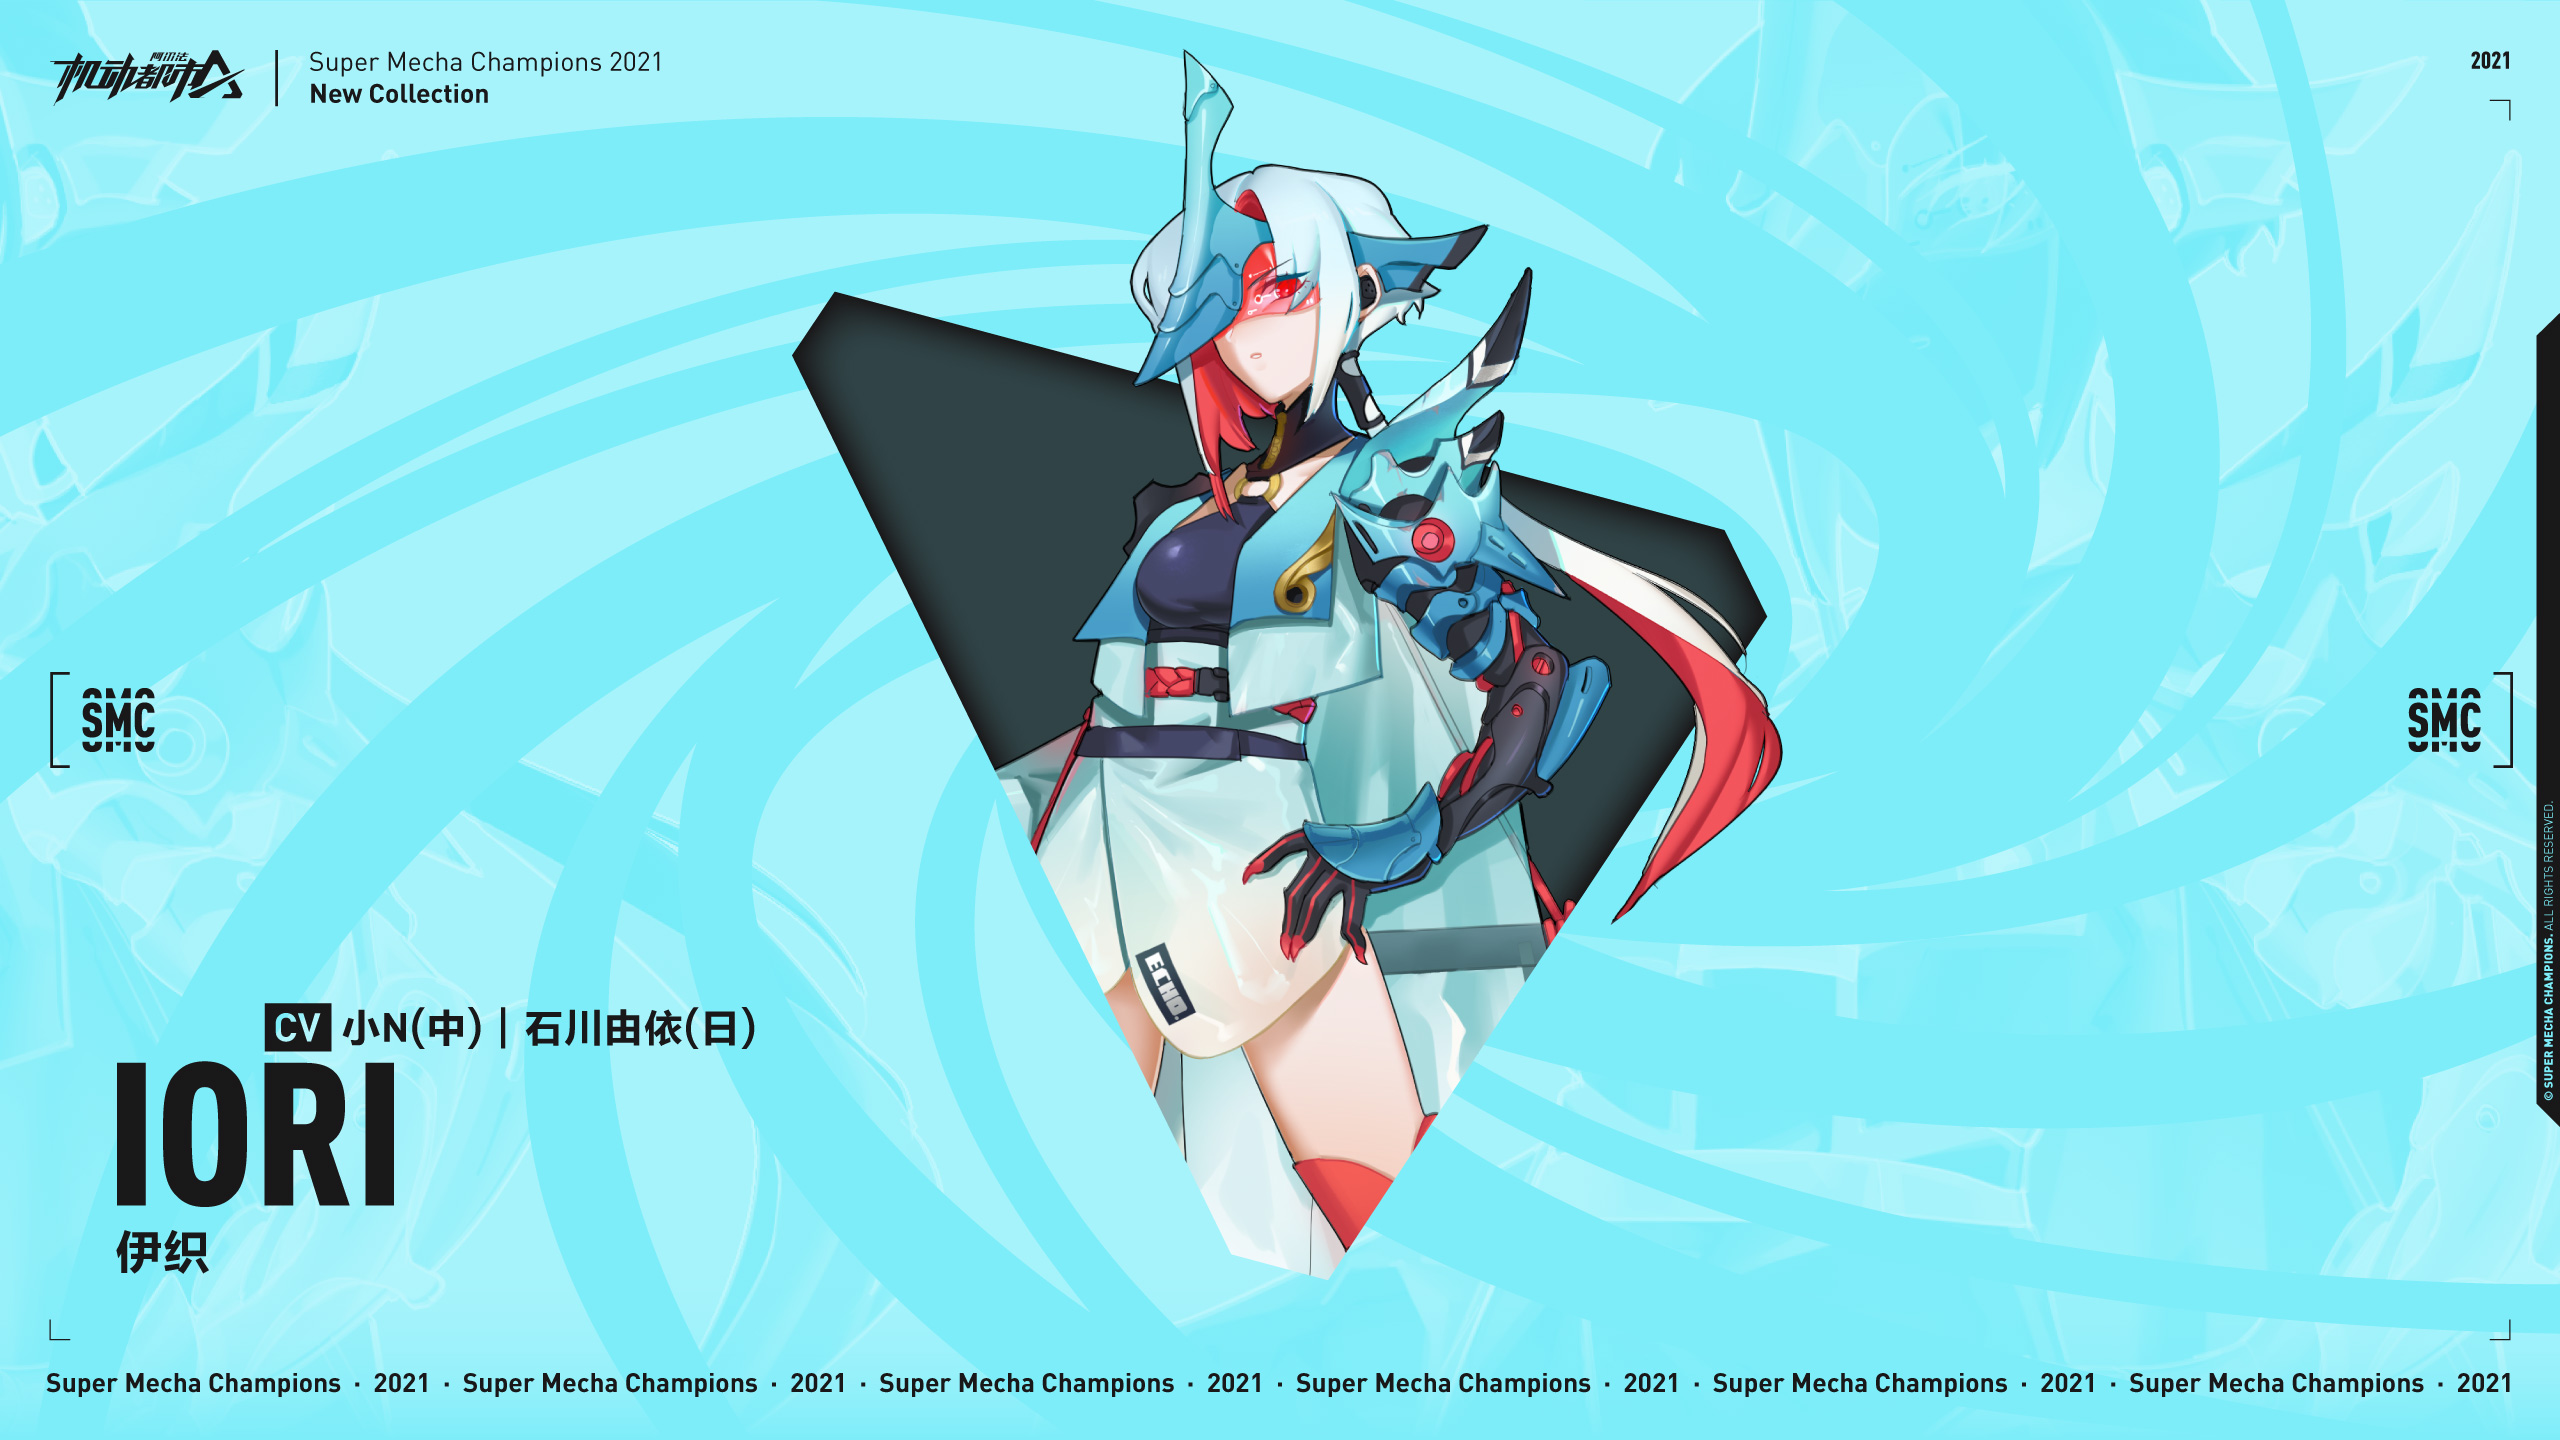 阿尔法
机动都市A
Super Mecha Champions 2021
New Collection
2021
SMC
SMC
ECHO.
CV 小N(中) | 石川由依(日)
IORI
伊织
© SUPER MECHA CHAMPIONS. ALL RIGHTS RESERVED.
Super Mecha Champions · 2021 · Super Mecha Champions · 2021 · Super Mecha Champions · 2021 · Super Mecha Champions · 2021 · Super Mecha Champions · 2021 · Super Mecha Champions · 2021